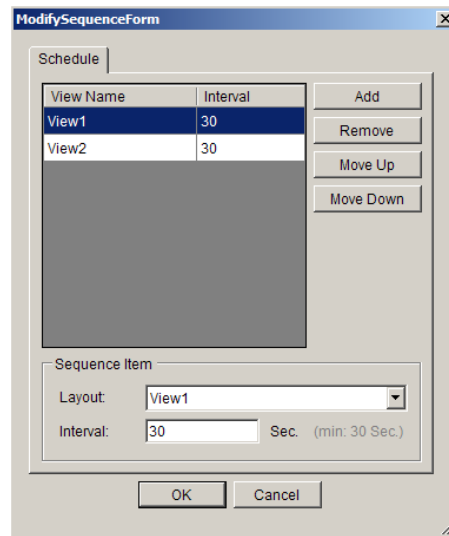 ModifySequenceForm
Schedule
View Name Interval
View1 30
View2 30
Add
Remove
Move Up
Move Down
Sequence Item
Layout: View1
Interval: 30 Sec. (min: 30 Sec.)
OK Cancel